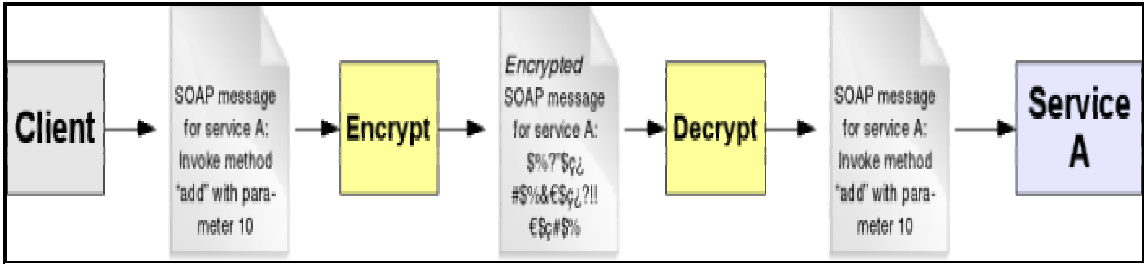 Client
SOAP message
for service A:
Invoke method
"add" with para-
meter 10
Encrypt
Encrypted
SOAP message
for service A:
$%?"$ç¿
#$%&€$ç¿?!!
€$ç#$%
Decrypt
SOAP message
for service A:
Invoke method
"add" with para-
meter 10
Service
A